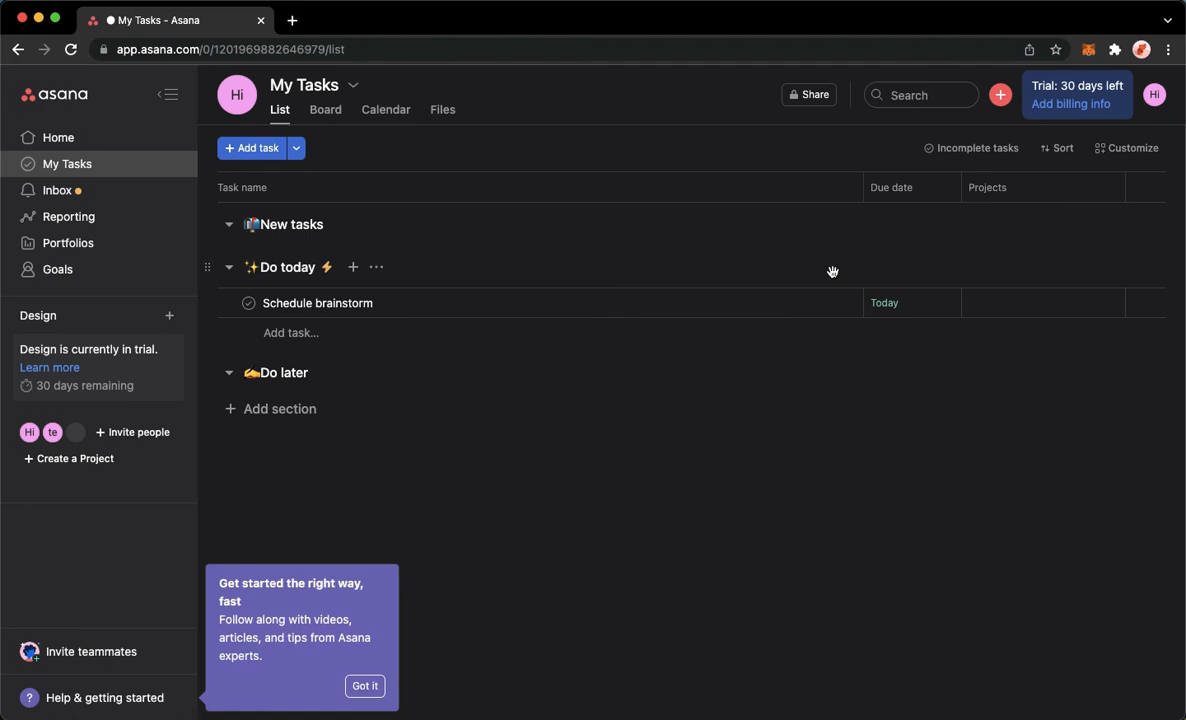 My Tasks - Asana
app.asana.com/0/1201969882646979/list
asana
Home
My Tasks
Inbox
Reporting
Portfolios
Goals
Design
Design is currently in trial.
Learn more
30 days remaining
Hi te + Invite people
+ Create a Project
Invite teammates
? Help & getting started
Hi
My Tasks
List Board Calendar Files
Share
Search
Trial: 30 days left
Add billing info
Hi
+ Add task
Incomplete tasks
Sort
Customize
Task name Due date Projects
📬New tasks
✨Do today ⚡
Schedule brainstorm Today
Add task...
✍️Do later
+ Add section
Get started the right way,
fast
Follow along with videos,
articles, and tips from Asana
experts.
Got it